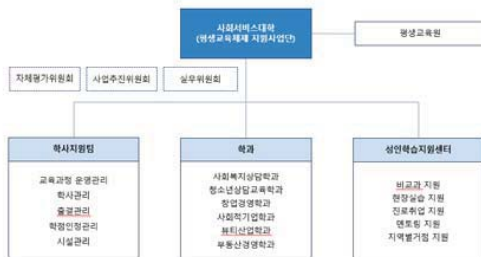 사회서비스대학
(평생교육체제 지원사업단)
평생교육원
자체평가위원회
사업추진위원회
실무위원회
학사지원팀
교육과정 운영관리
학사관리
출결관리
학점인정관리
시설관리
학과
사회복지상담학과
청소년상담교육학과
창업경영학과
사회적기업학과
뷰티산업학과
부동산경영학과
성인학습지원센터
비교과 지원
현장실습 지원
진로취업 지원
멘토링 지원
지역별거점 지원